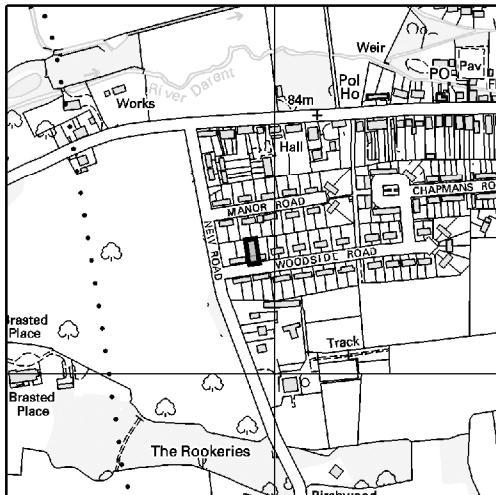 Weir
Pav
PO
River Darent
Pol
Ho
Works
84m
Hall
CHAPMANS RO
MANOR ROAD
NEW ROAD
WOODSIDE ROAD
Brasted
Place
Track
Brasted
Place
The Rookeries